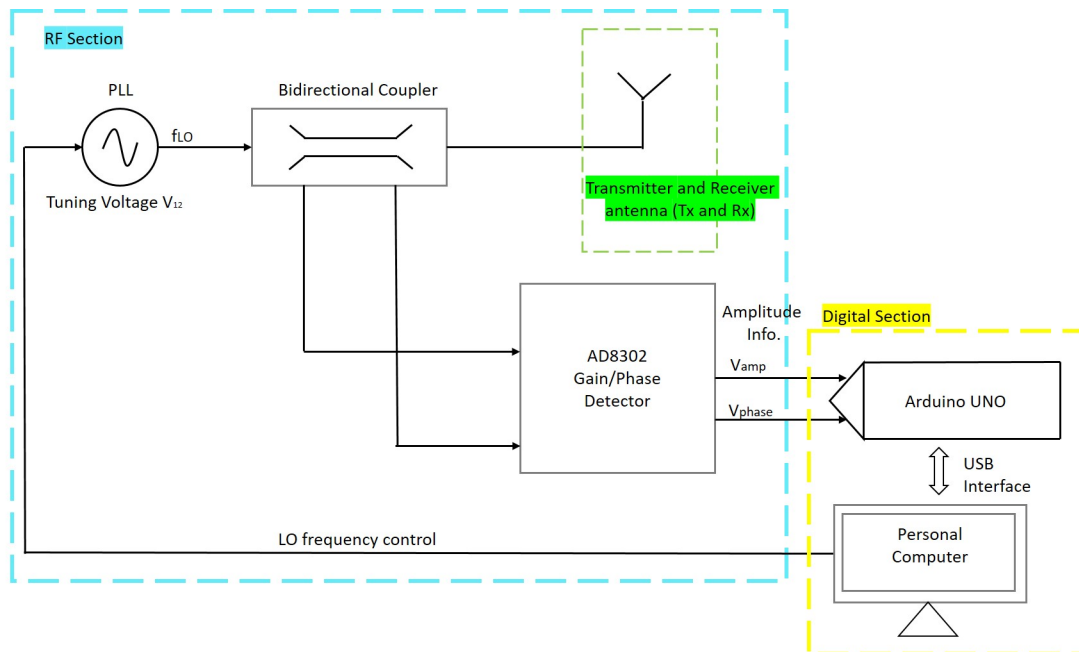 RF Section
PLL
Bidirectional Coupler
fLO
Tuning Voltage V12
Transmitter and Receiver
antenna (Tx and Rx)
Amplitude
Info.
Digital Section
AD8302
Gain/Phase
Detector
Vamp
Vphase
Arduino UNO
USB
Interface
LO frequency control
Personal
Computer